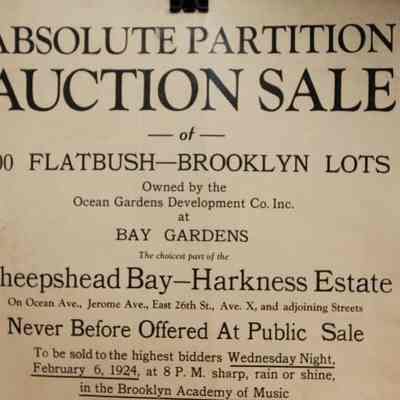 ABSOLUTE PARTITION
AUCTION SALE
— of —
00 FLATBUSH—BROOKLYN LOTS
Owned by the
Ocean Gardens Development Co. Inc.
at
BAY GARDENS
The choicest part of the
heepshead Bay—Harkness Estate
On Ocean Ave., Jerome Ave., East 26th St., Ave. X, and adjoining Streets
Never Before Offered At Public Sale
To be sold to the highest bidders Wednesday Night,
February 6, 1924, at 8 P. M. sharp, rain or shine,
in the Brooklyn Academy of Music